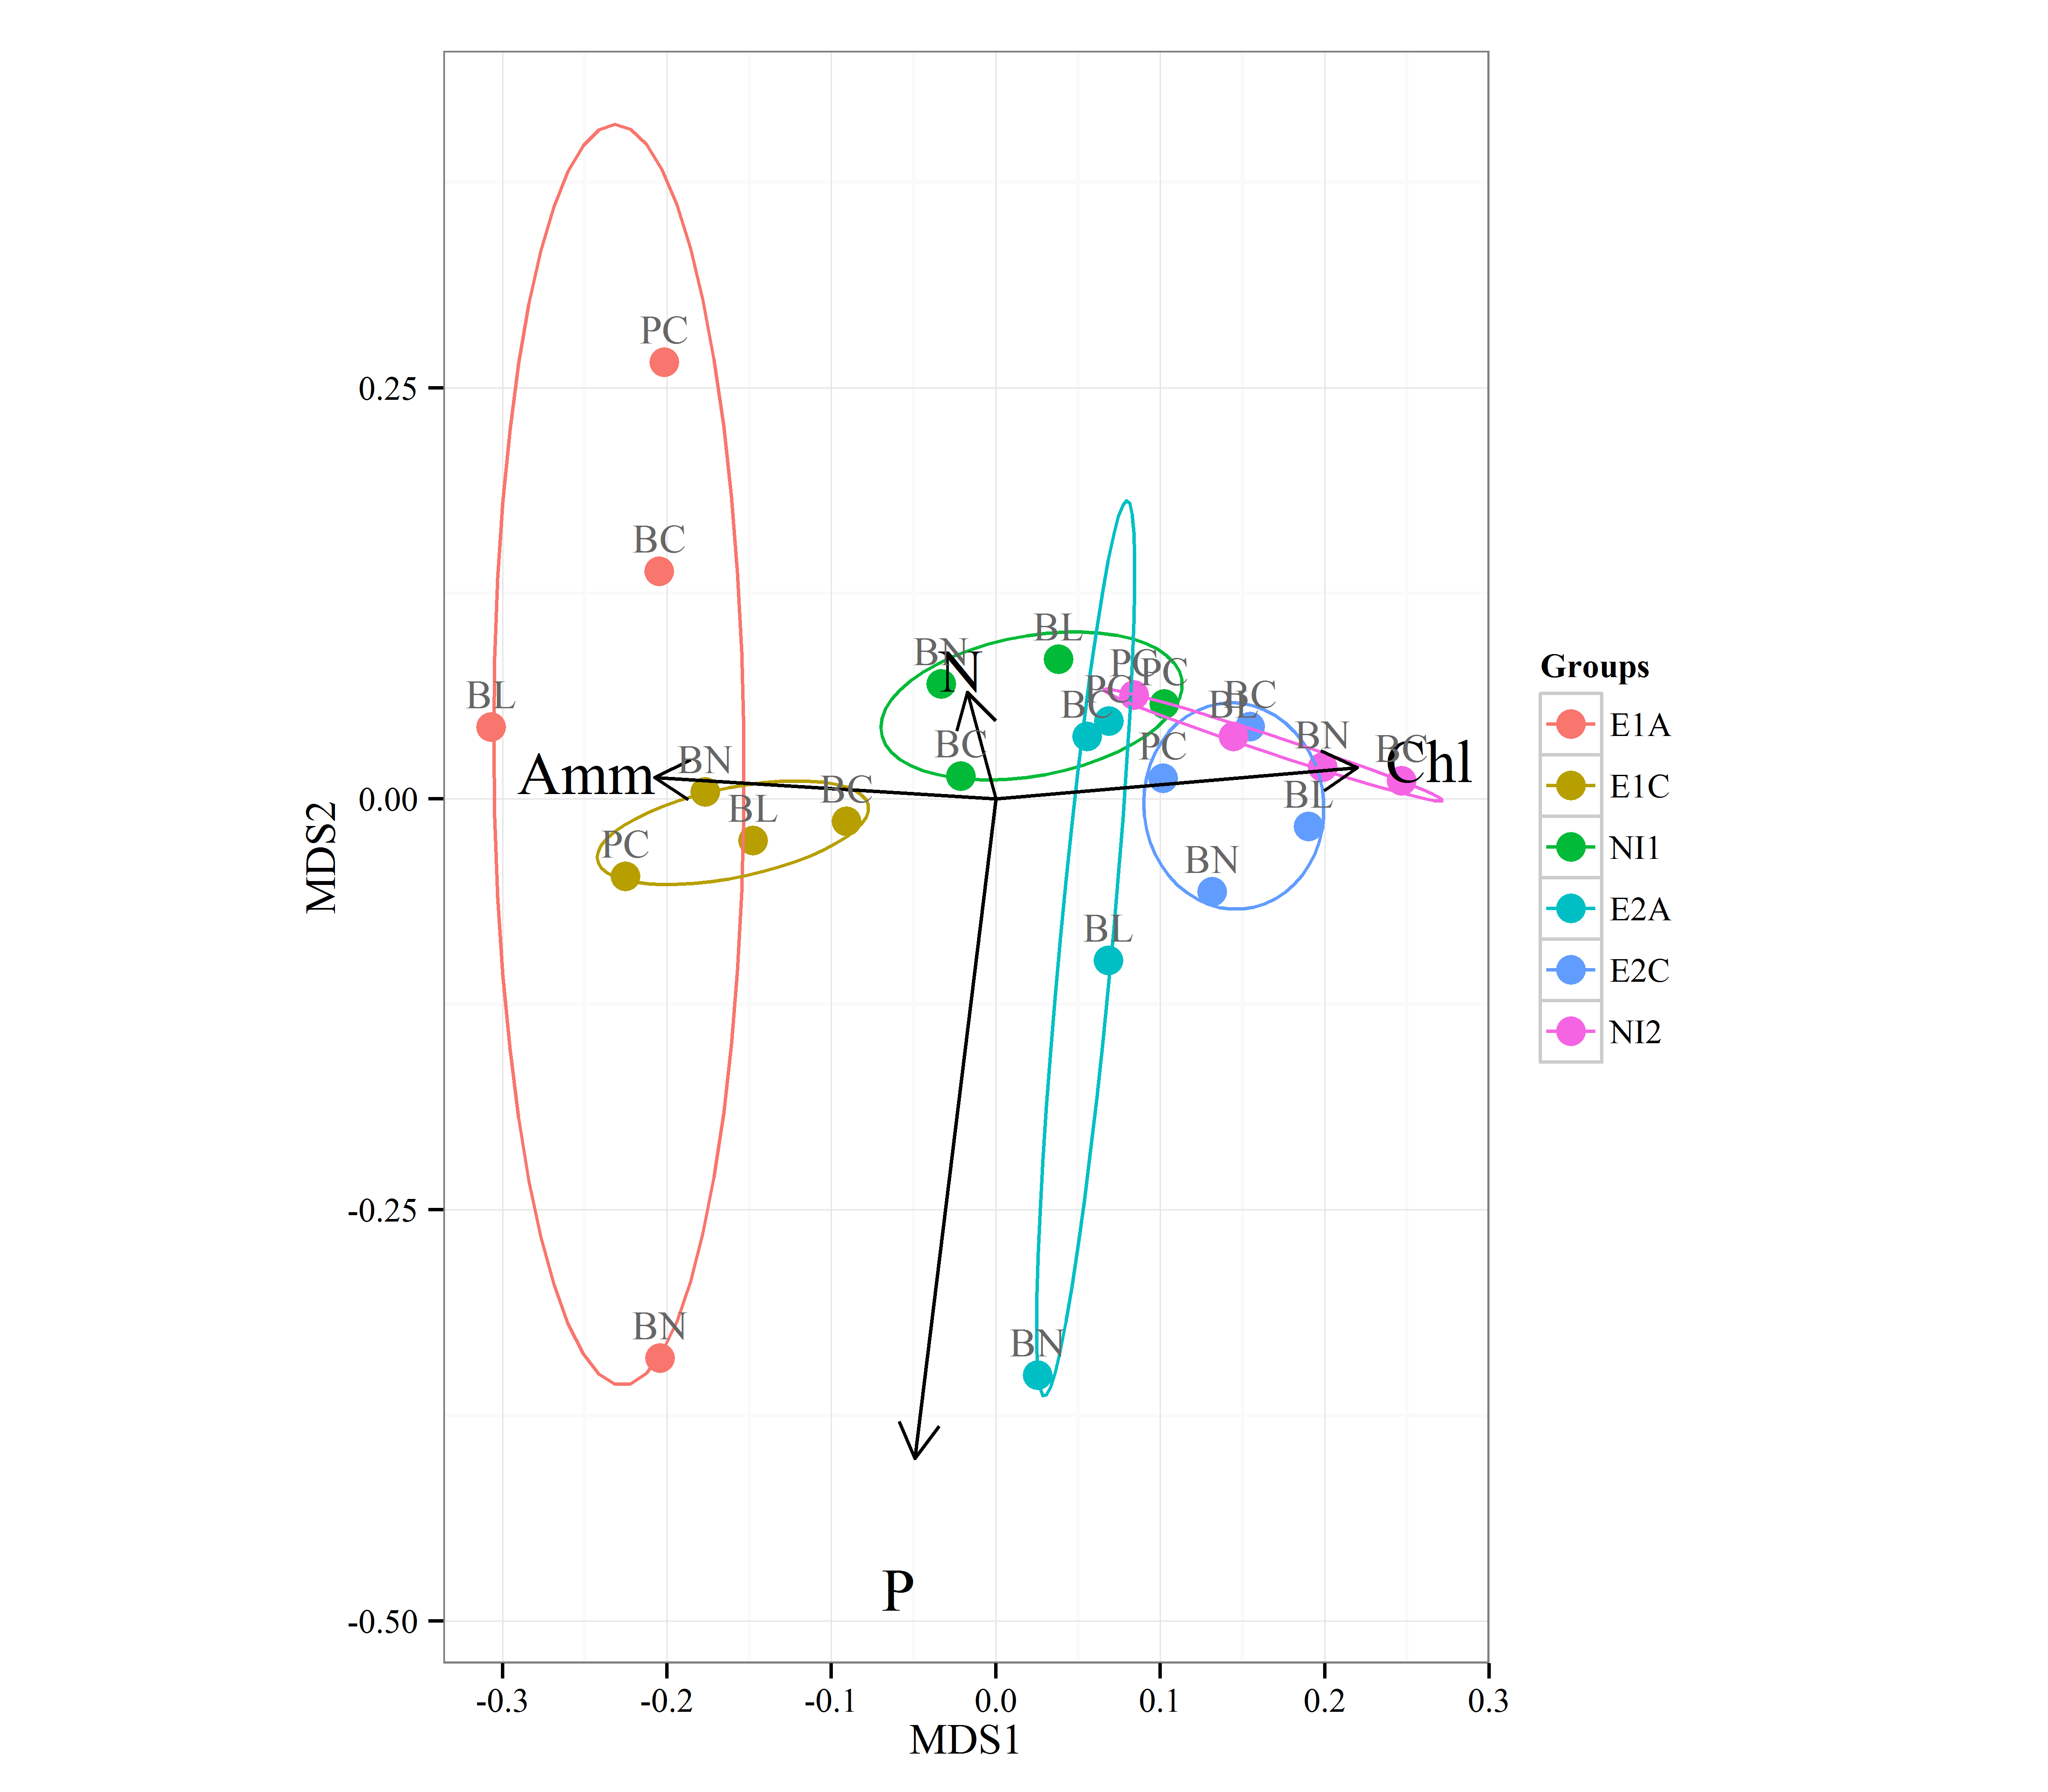 PC
0.25
BC
BL
BN
BL
N
PC
PC
PC
BC
BL
BC
BN
BC
Chl
BC
PC
Amm
BN
BL
BC
PC
BL
BN
BL
0.00
-0.25
BN
BN
P
-0.50
-0.3
-0.2
-0.1
0.0
0.1
0.2
0.3
MDS1
MDS2
Groups
E1A
E1C
NI1
E2A
E2C
NI2